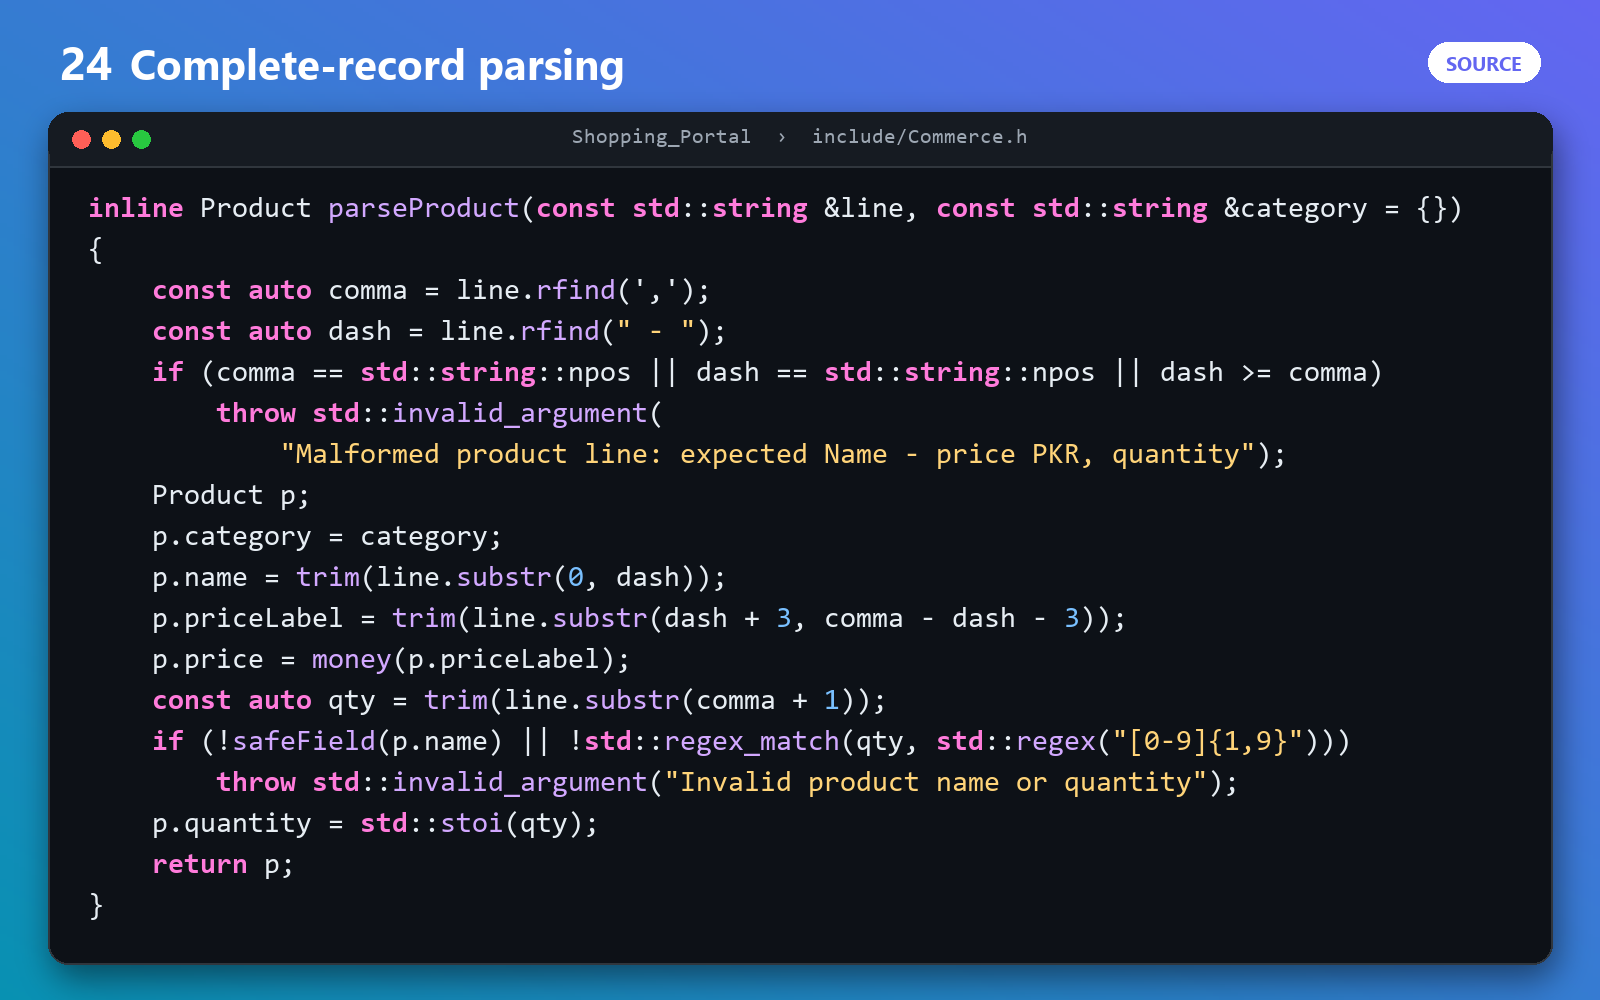 24 Complete-record parsing
SOURCE
Shopping_Portal › include/Commerce.h
inline Product parseProduct(const std::string &line, const std::string &category = {})
{
    const auto comma = line.rfind(',');
    const auto dash = line.rfind(" - ");
    if (comma == std::string::npos || dash == std::string::npos || dash >= comma)
        throw std::invalid_argument(
            "Malformed product line: expected Name - price PKR, quantity");
    Product p;
    p.category = category;
    p.name = trim(line.substr(0, dash));
    p.priceLabel = trim(line.substr(dash + 3, comma - dash - 3));
    p.price = money(p.priceLabel);
    const auto qty = trim(line.substr(comma + 1));
    if (!safeField(p.name) || !std::regex_match(qty, std::regex("[0-9]{1,9}")))
        throw std::invalid_argument("Invalid product name or quantity");
    p.quantity = std::stoi(qty);
    return p;
}